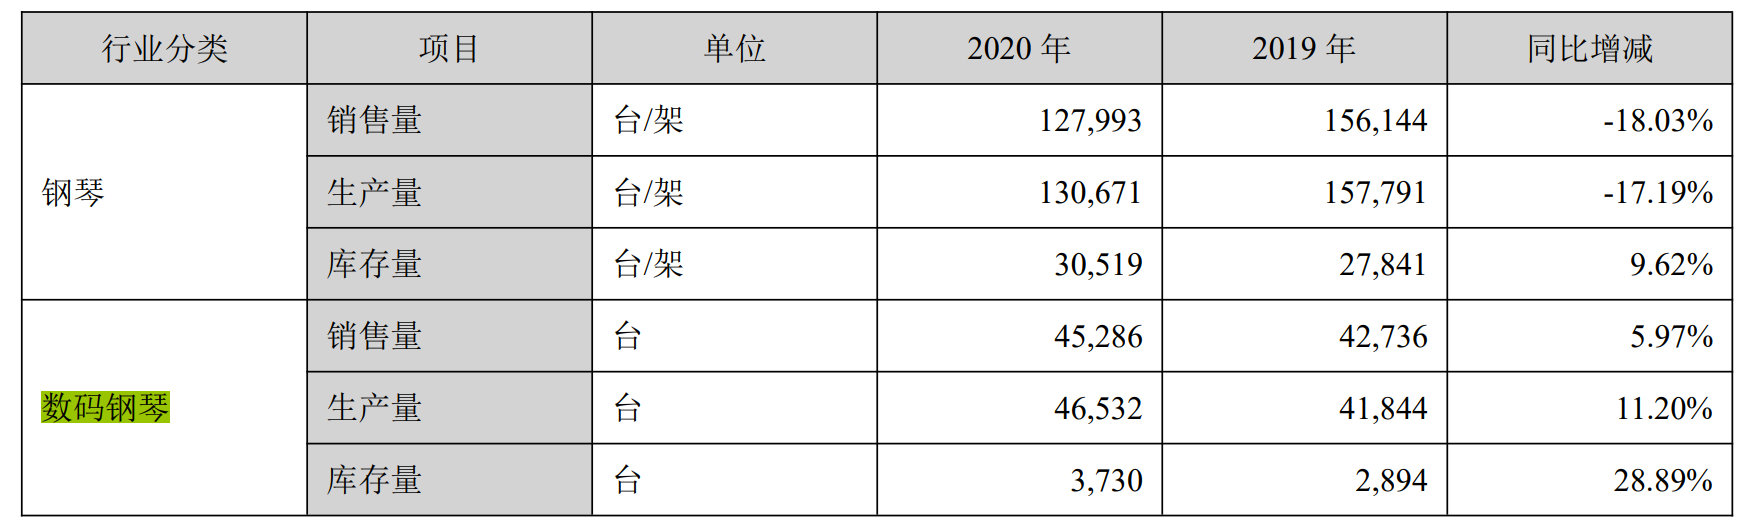 行业分类 项目 单位 2020 年 2019 年 同比增减
钢琴 销售量 台/架 127,993 156,144 -18.03%
生产量 台/架 130,671 157,791 -17.19%
库存量 台/架 30,519 27,841 9.62%
数码钢琴 销售量 台 45,286 42,736 5.97%
生产量 台 46,532 41,844 11.20%
库存量 台 3,730 2,894 28.89%